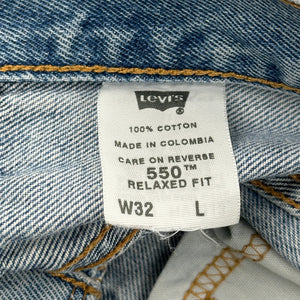 Levi's
®
100% COTTON
MADE IN COLOMBIA
CARE ON REVERSE
550™
RELAXED FIT
W32 L